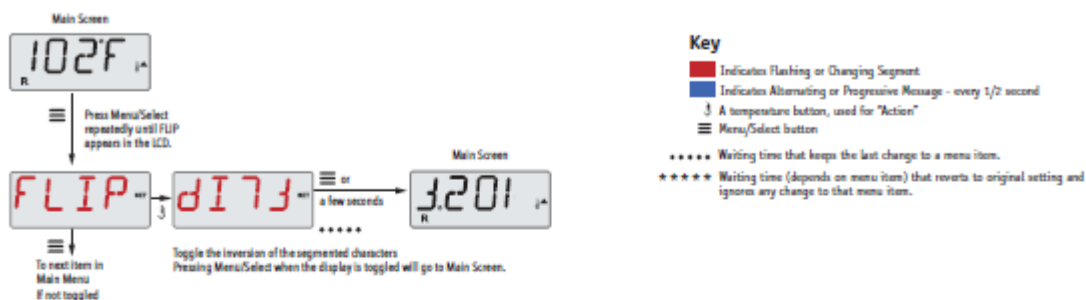 Main Screen
102°F
R
Press Menu/Select
repeatedly until FLIP
appears in the LCD.
FLIP
or
a few seconds
Main Screen
R
To next item in
Main Menu
If not toggled
Toggle the inversion of the segmented characters
Pressing Menu/Select when the display is toggled will go to Main Screen.
Key
Indicates Flashing or Changing Segment
Indicates Alternating or Progressive Message - every 1/2 second
A temperature button, used for "Action"
Menu/Select button
Waiting time that keeps the last change to a menu item.
Waiting time (depends on menu item) that reverts to original setting and
ignores any change to that menu item.